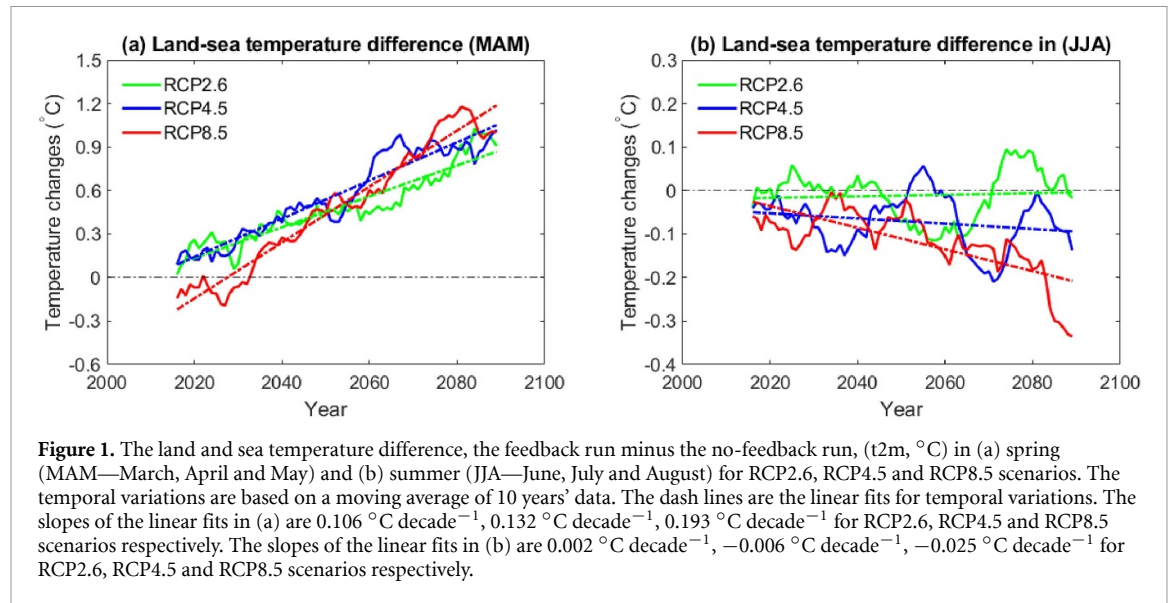 (a) Land-sea temperature difference (MAM)
1.5
1.2
0.9
0.6
0.3
0
-0.3
-0.6
Temperature changes (°C)
RCP2.6
RCP4.5
RCP8.5
2000
2020
2040
2060
2080
2100
Year
(b) Land-sea temperature difference in (JJA)
0.3
0.2
0.1
0
-0.1
-0.2
-0.3
-0.4
Temperature changes (°C)
RCP2.6
RCP4.5
RCP8.5
2000
2020
2040
2060
2080
2100
Year
Figure 1. The land and sea temperature difference, the feedback run minus the no-feedback run, (t2m, °C) in (a) spring
(MAM—March, April and May) and (b) summer (JJA—June, July and August) for RCP2.6, RCP4.5 and RCP8.5 scenarios. The
temporal variations are based on a moving average of 10 years' data. The dash lines are the linear fits for temporal variations. The
slopes of the linear fits in (a) are 0.106 °C decade⁻¹, 0.132 °C decade⁻¹, 0.193 °C decade⁻¹ for RCP2.6, RCP4.5 and RCP8.5
scenarios respectively. The slopes of the linear fits in (b) are 0.002 °C decade⁻¹, −0.006 °C decade⁻¹, −0.025 °C decade⁻¹ for
RCP2.6, RCP4.5 and RCP8.5 scenarios respectively.